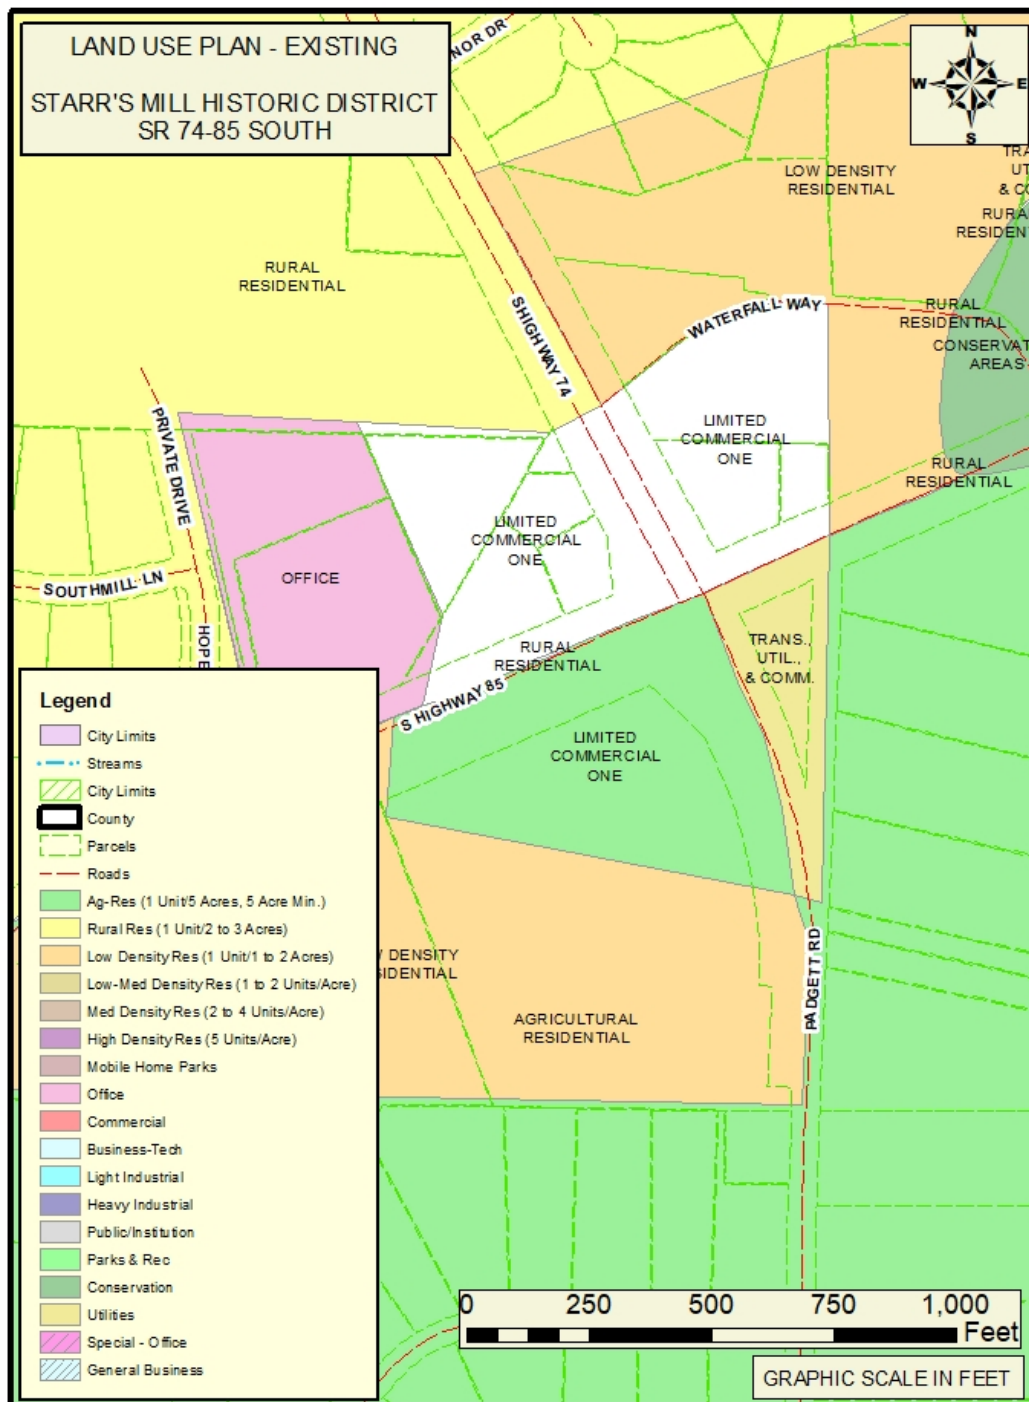 LAND USE PLAN - EXISTING
STARR'S MILL HISTORIC DISTRICT
SR 74-85 SOUTH
NOR DR
N
W
E
S
LOW DENSITY
RESIDENTIAL
TRA
UT
& CO
RURA
RESIDENT
RURAL
RESIDENTIAL
S HIGHWAY 74
WATERFALL WAY
RURAL
RESIDENTIAL
CONSERVAT
AREAS
PRIVATE DRIVE
LIMITED
COMMERCIAL
ONE
RURAL
RESIDENTIAL
LIMITED
COMMERCIAL
ONE
OFFICE
SOUTHMILL LN
HOPE
RURAL
RESIDENTIAL
TRANS.,
UTIL.,
& COMM.
S HIGHWAY 85
LIMITED
COMMERCIAL
ONE
DENSITY
SIDENTIAL
PADGETT RD
AGRICULTURAL
RESIDENTIAL
Legend
City Limits
Streams
City Limits
County
Parcels
Roads
Ag-Res (1 Unit/5 Acres, 5 Acre Min.)
Rural Res (1 Unit/2 to 3 Acres)
Low Density Res (1 Unit/1 to 2 Acres)
Low-Med Density Res (1 to 2 Units/Acre)
Med Density Res (2 to 4 Units/Acre)
High Density Res (5 Units/Acre)
Mobile Home Parks
Office
Commercial
Business-Tech
Light Industrial
Heavy Industrial
Public/Institution
Parks & Rec
Conservation
Utilities
Special - Office
General Business
0 250 500 750 1,000
Feet
GRAPHIC SCALE IN FEET